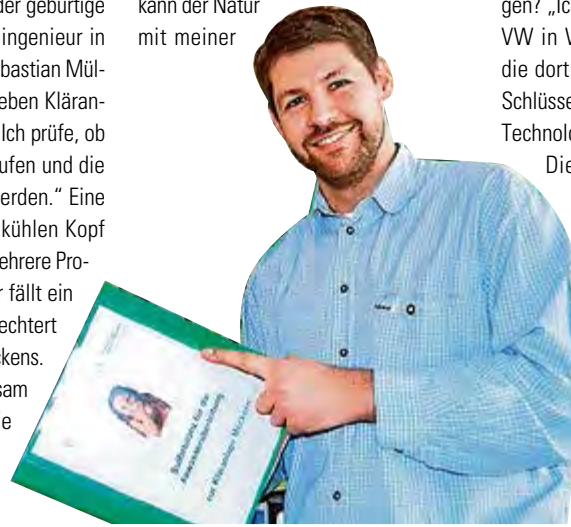 der gebürtige
ingenieur in
bastian Mül-
eben Kläran-
Ich prüfe, ob
ufen und die
erden.“ Eine
kühlen Kopf
ehrere Pro-
r fällt ein
echtert
ckens.
sam
e
kann der Natur
mit meiner
gen? „Ic
VW in V
die dort
Schlüsse
Technolo
Die
für die